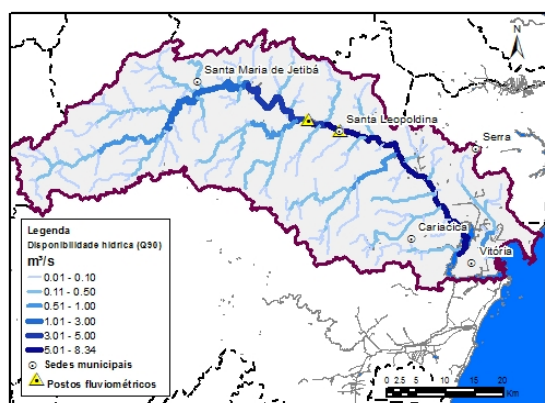 N
Santa Maria de Jetibá
Santa Leopoldina
Serra
Cariacica
Vitória
Legenda
Disponibilidade hídrica (Q90)
m³/s
0.01 - 0.10
0.11 - 0.50
0.51 - 1.00
1.01 - 3.00
3.01 - 5.00
5.01 - 8.34
Sedes municipais
Postos fluviométricos
0 2.5 5 10 15 20
Km